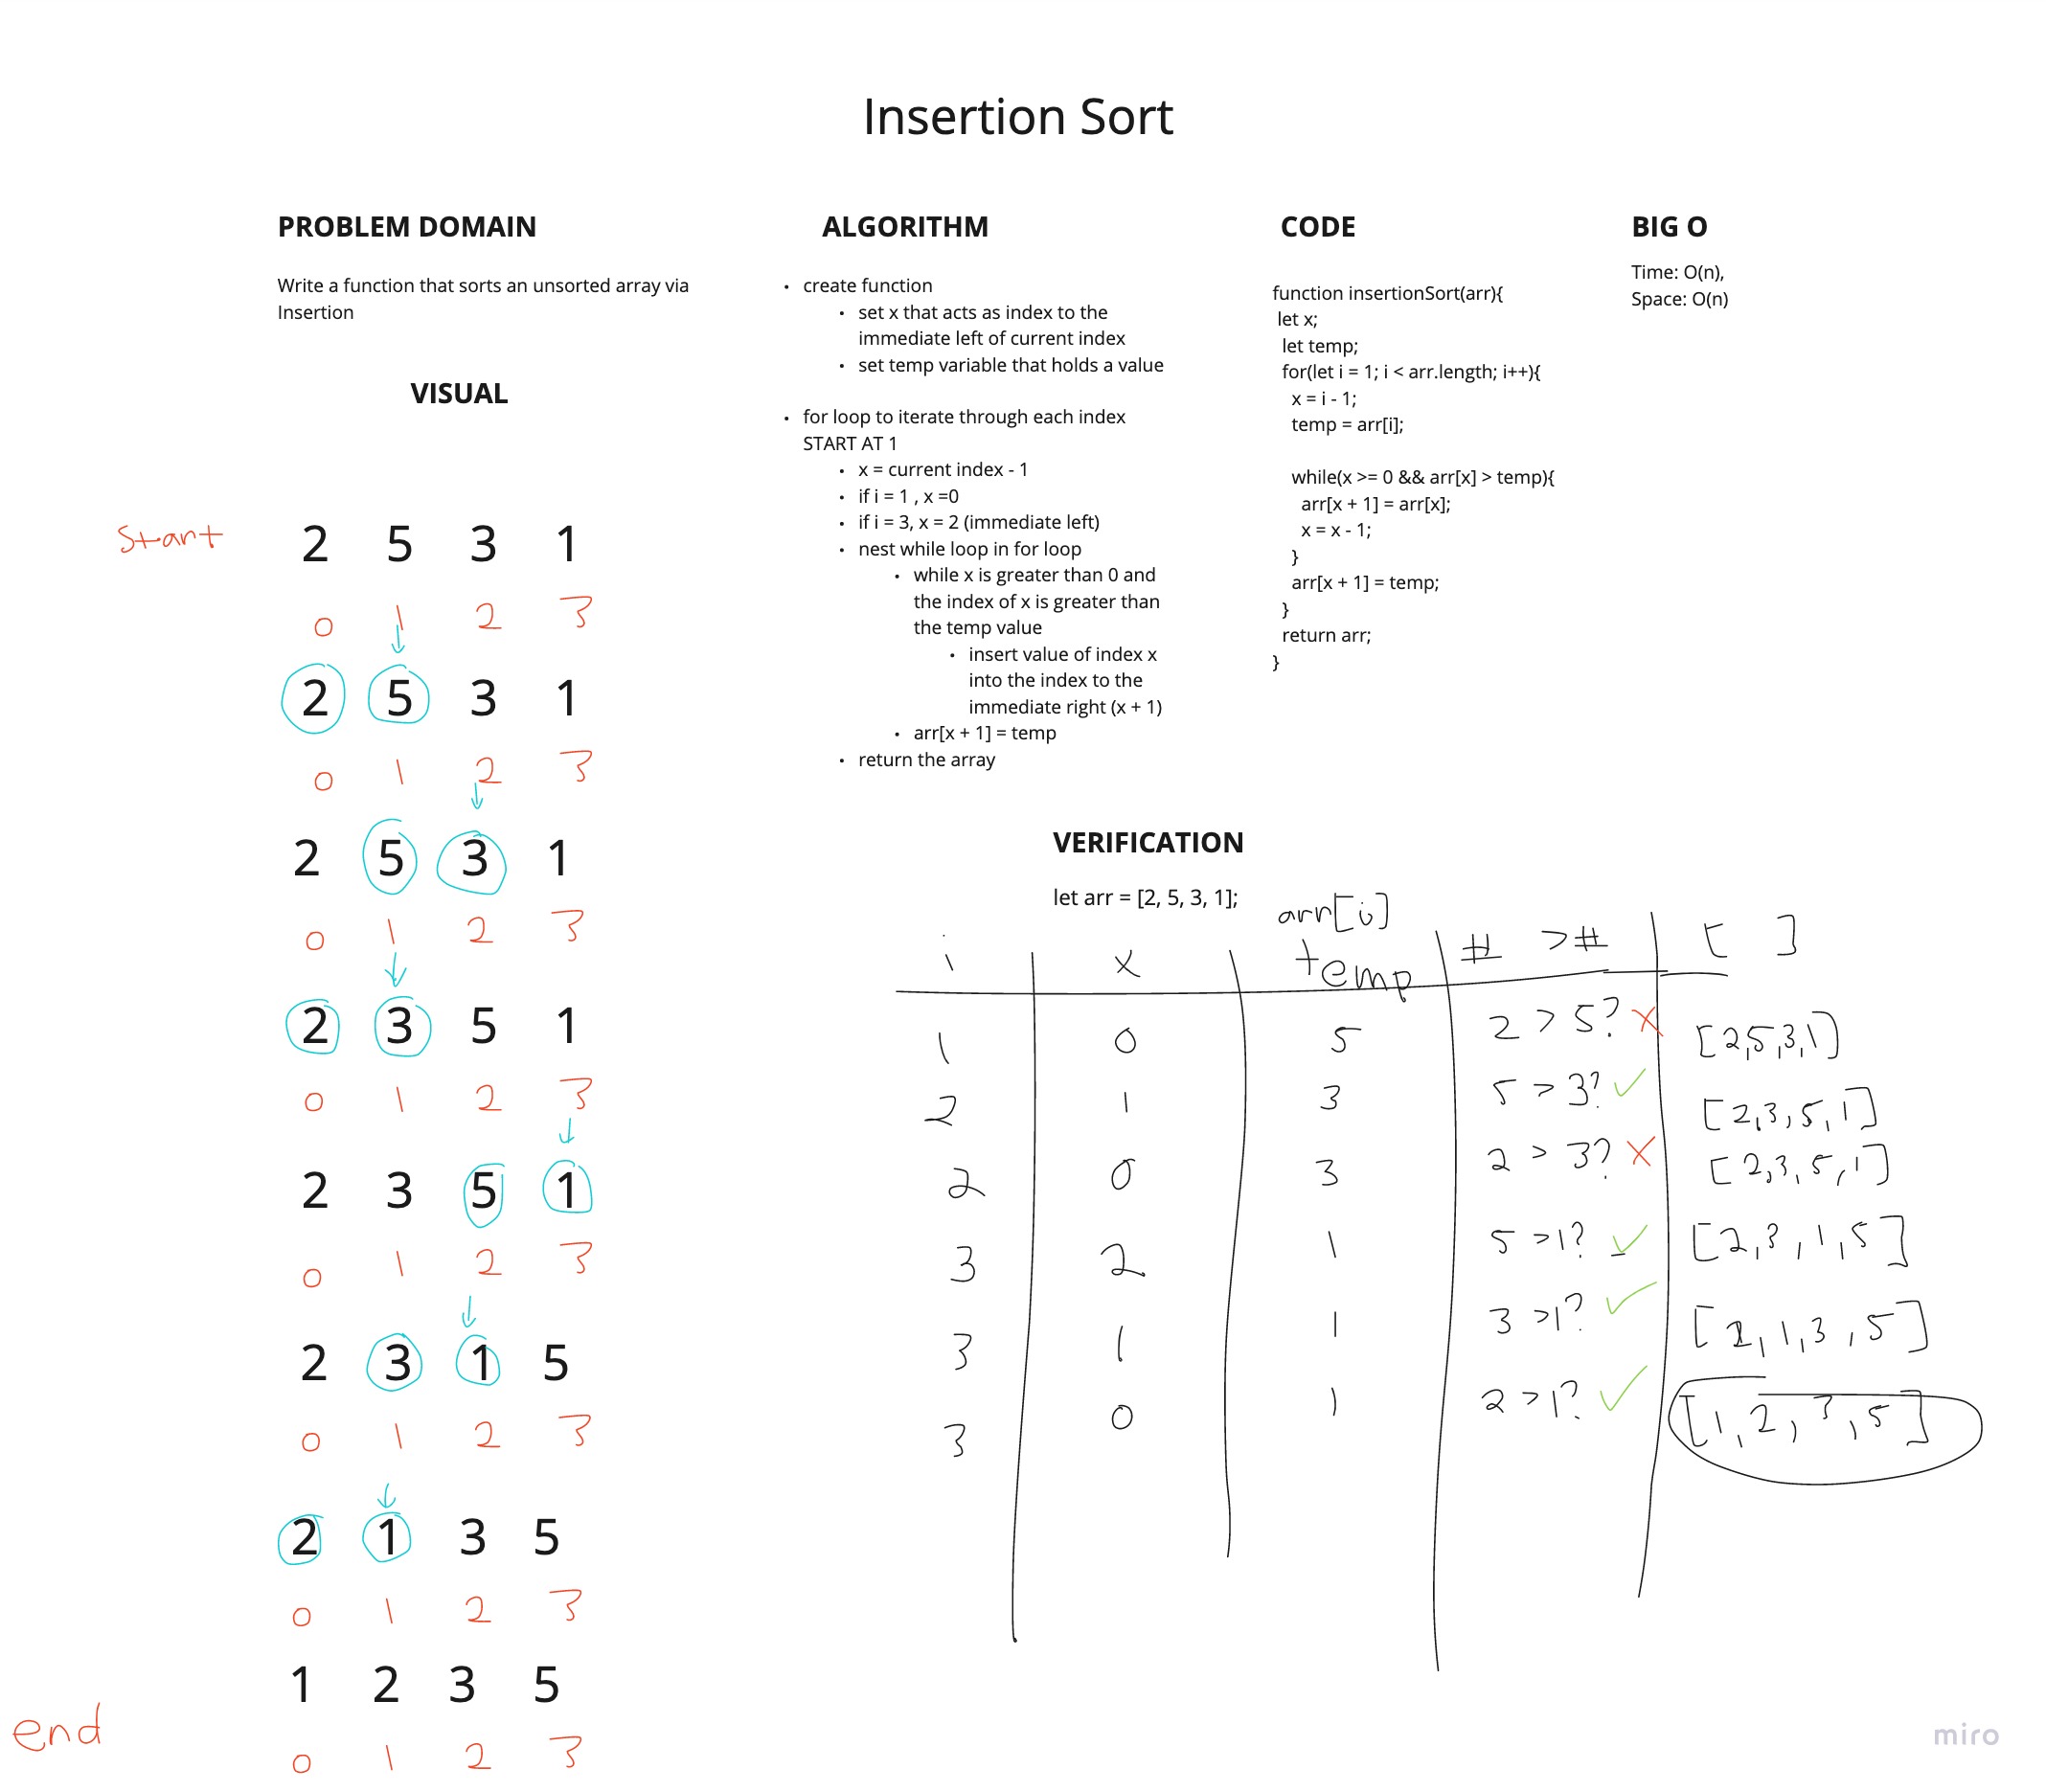 Insertion Sort
PROBLEM DOMAIN
Write a function that sorts an unsorted array via
Insertion
VISUAL
start
2 5 3 1
0 1 2 3
2 5 3 1
0 1 2 3
2 5 3 1
0 1 2 3
2 3 5 1
0 1 2 3
2 3 5 1
0 1 2 3
2 3 1 5
0 1 2 3
2 1 3 5
0 1 2 3
1 2 3 5
end
0 1 2 3
ALGORITHM
• create function
• set x that acts as index to the
immediate left of current index
• set temp variable that holds a value
• for loop to iterate through each index
START AT 1
• x = current index - 1
• if i = 1 , x =0
• if i = 3, x = 2 (immediate left)
• nest while loop in for loop
• while x is greater than 0 and
the index of x is greater than
the temp value
• insert value of index x
into the index to the
immediate right (x + 1)
• arr[x + 1] = temp
• return the array
CODE
function insertionSort(arr){
let x;
let temp;
for(let i = 1; i < arr.length; i++){
x = i - 1;
temp = arr[i];
while(x >= 0 && arr[x] > temp){
arr[x + 1] = arr[x];
x = x - 1;
}
arr[x + 1] = temp;
}
return arr;
}
BIG O
Time: O(n),
Space: O(n)
VERIFICATION
let arr = [2, 5, 3, 1];
arr[i]
i x temp # > # [ ]
1 0 5 2 > 5? X [2,5,3,1]
2 1 3 5 > 3? ✓ [2,3,5,1]
2 0 3 2 > 3? X [2,3,5,1]
3 2 1 5 >1? ✓ [2,3,1,5]
3 1 1 3 >1? ✓ [2,1,3,5]
3 0 1 2 >1? ✓ [1,2,3,5]
miro